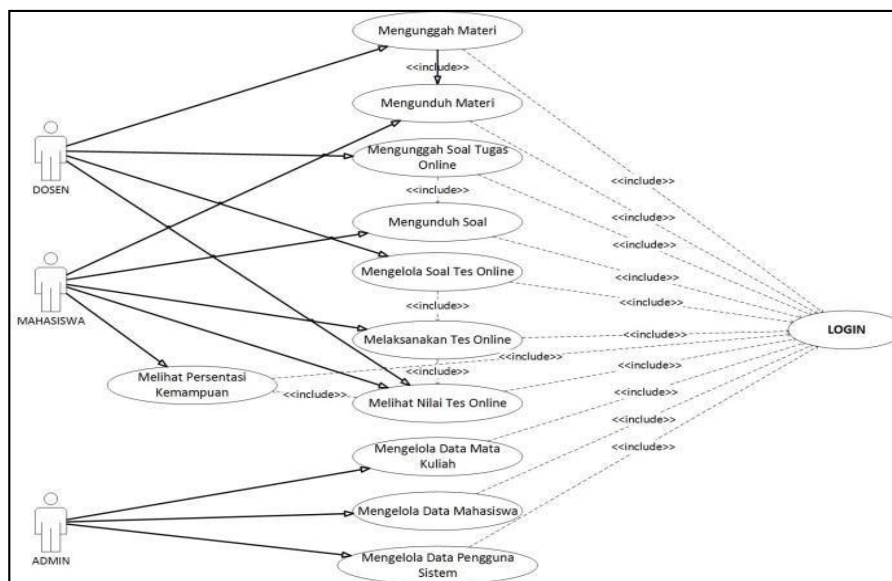 Mengunggah Materi
<<include>>
Mengunduh Materi
Mengunggah Soal Tugas
Online
<<include>>
<<include>>
DOSEN
<<include>>
Mengunduh Soal
<<include>>
Mengelola Soal Tes Online
<<include>>
MAHASISWA
<<include>>
<<include>>
Melaksanakan Tes Online
<<include>>
LOGIN
<<include>>
<<include>>
<<include>>
Melihat Persentasi
Kemampuan
<<include>>
Melihat Nilai Tes Online
<<include>>
<<include>>
Mengelola Data Mata
Kuliah
<<include>>
Mengelola Data Mahasiswa
ADMIN
Mengelola Data Pengguna
Sistem